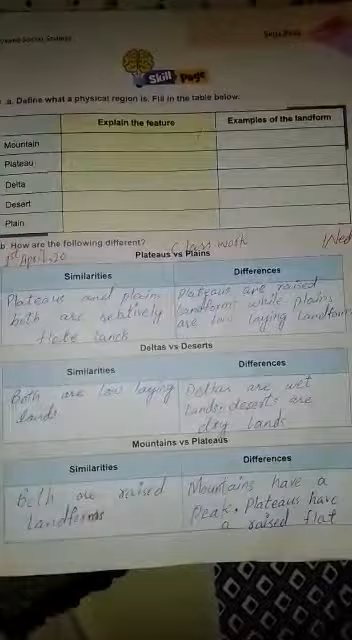 Skill Page
a. Define what a physical region is. Fill in the table below.
Explain the feature
Examples of the landform
Mountain
Plateau
Delta
Desert
Plain
b How are the following different?
Class work
Wed
1st April-20
Plateaus vs Plains
Similarities
Differences
Plateaus and plain
both are relatively
flate lands
Plateaus are raised
landforms while plains
are low laying landforms
Deltas vs Deserts
Similarities
Differences
Both are low laying
lands
Deltas are wet
lands. deserts are
dry lands
Mountains vs Plateaus
Similarities
Differences
Both are raised
Landforms
Mountains have a
Peak. Plateaus have
a raised flat